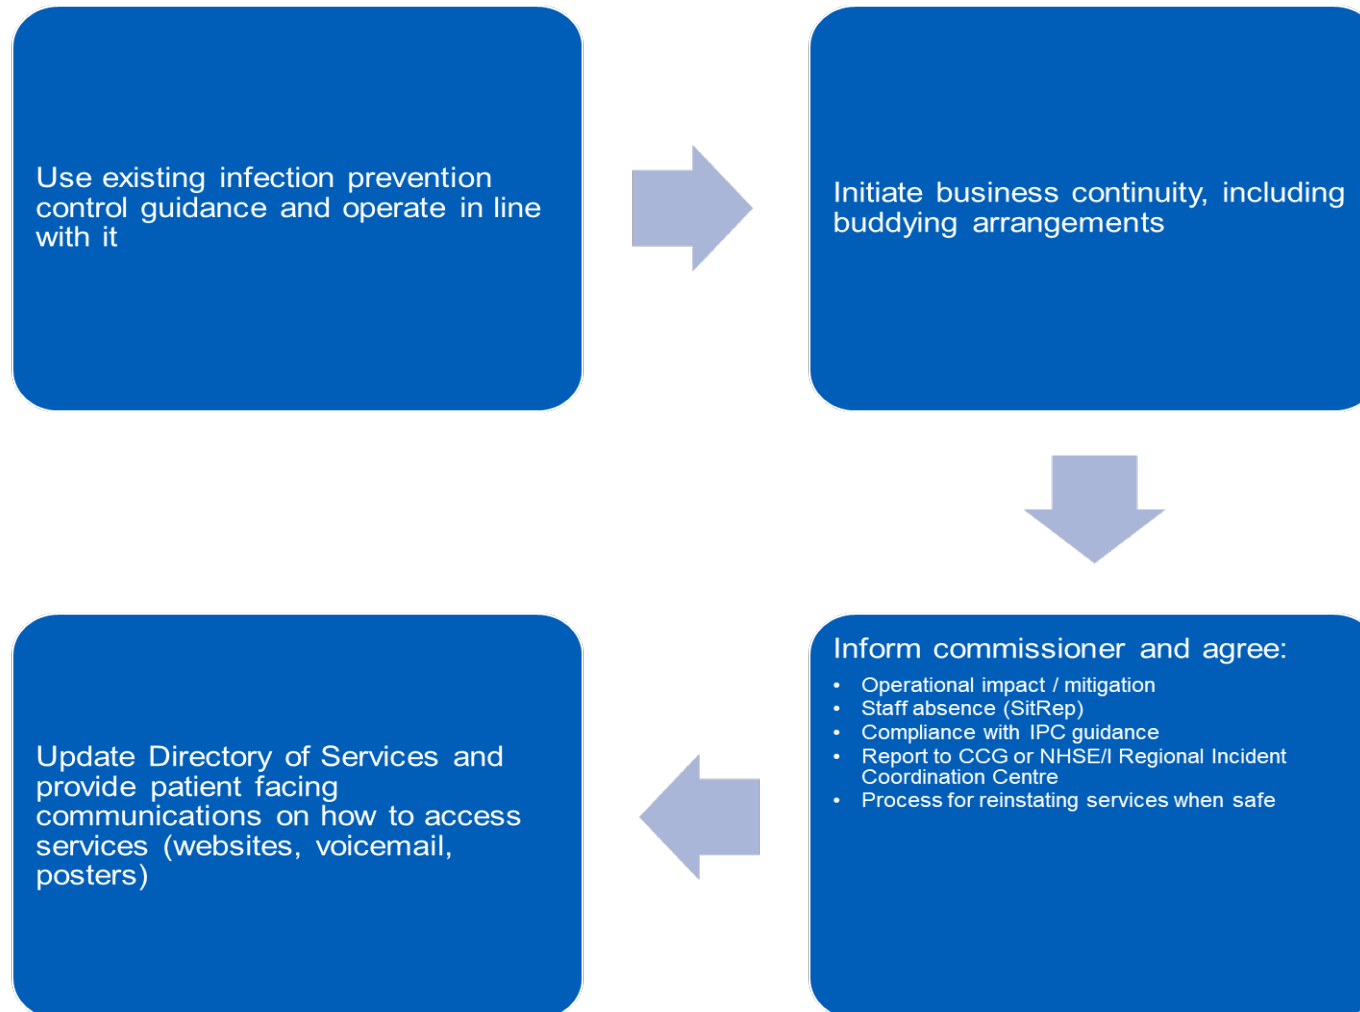 Use existing infection prevention
control guidance and operate in line
with it
Initiate business continuity, including
buddying arrangements
Inform commissioner and agree:
• Operational impact / mitigation
• Staff absence (SitRep)
• Compliance with IPC guidance
• Report to CCG or NHSE/I Regional Incident
Coordination Centre
• Process for reinstating services when safe
Update Directory of Services and
provide patient facing
communications on how to access
services (websites, voicemail,
posters)